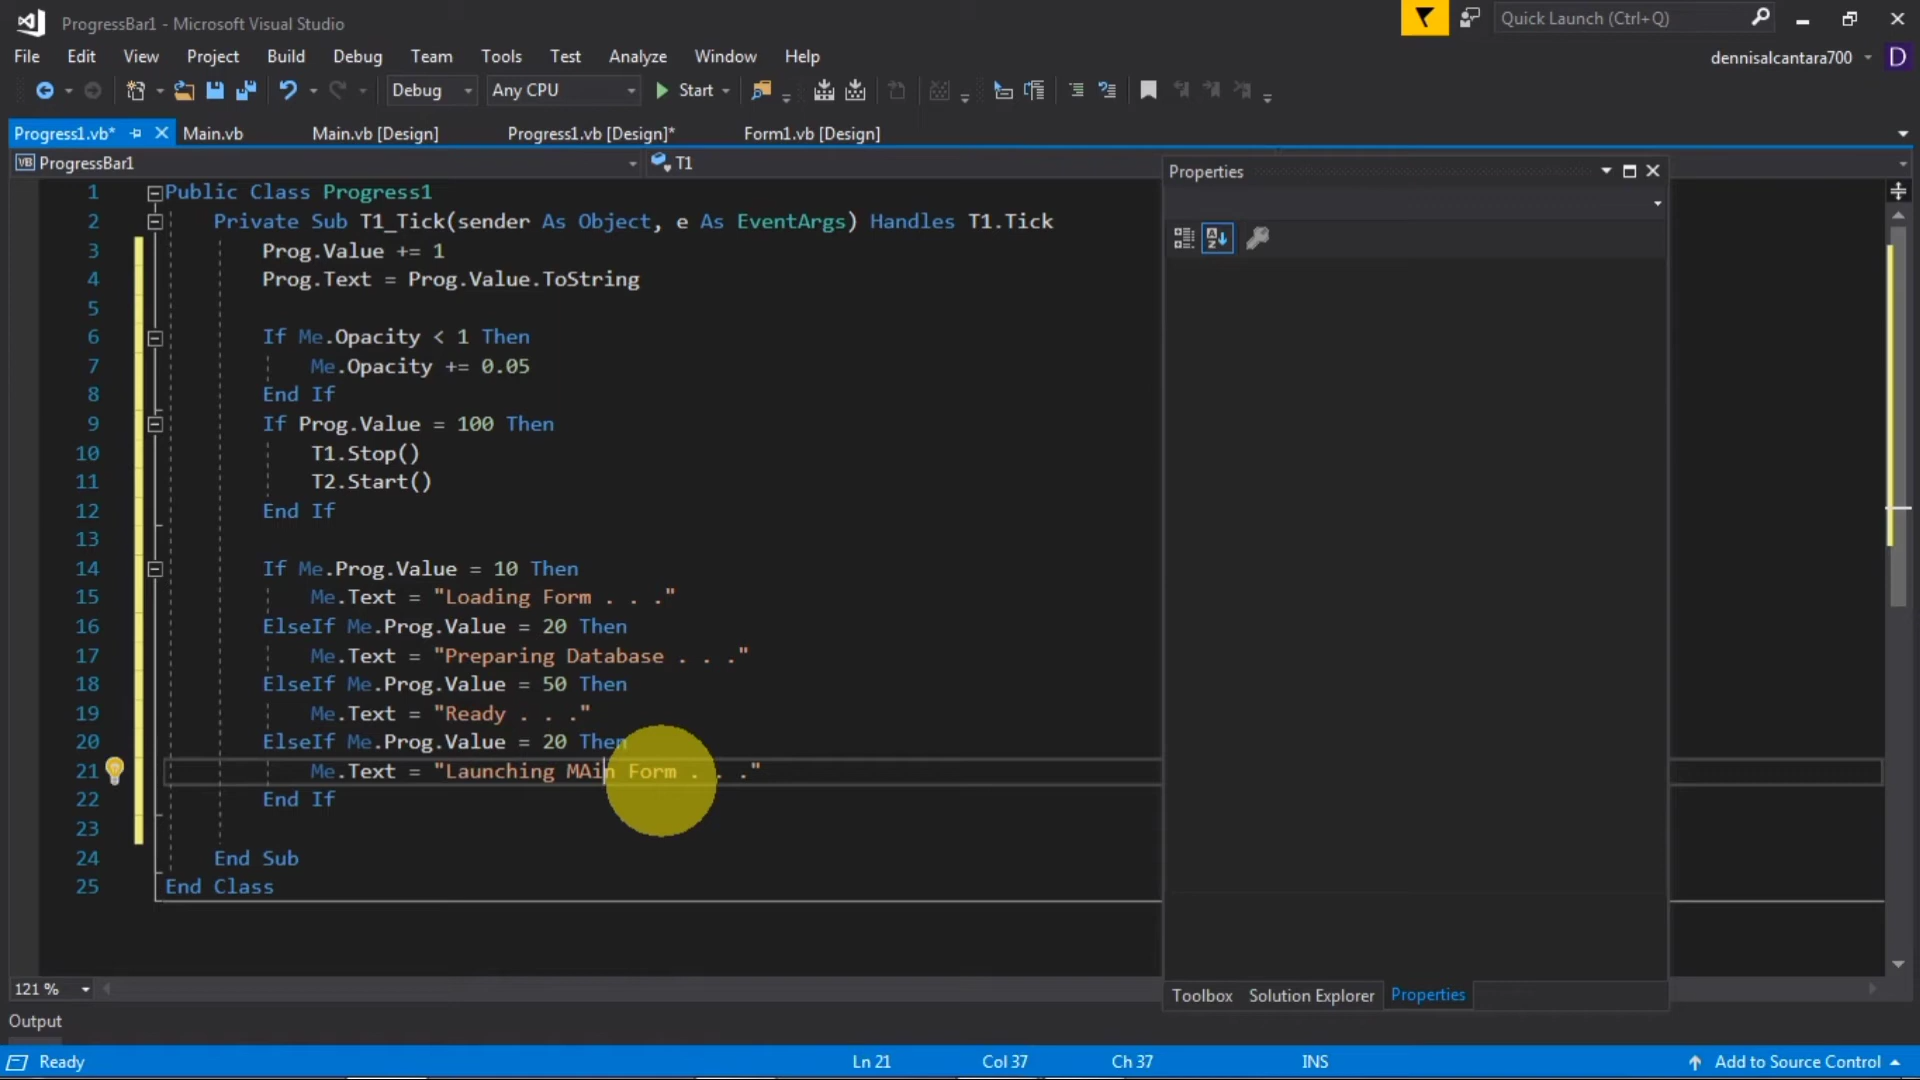 ProgressBar1 - Microsoft Visual Studio
Quick Launch (Ctrl+Q)
File Edit View Project Build Debug Team Tools Test Analyze Window Help
dennisalcantara700 D
Debug Any CPU Start
Progress1.vb* Main.vb Main.vb [Design] Progress1.vb [Design]* Form1.vb [Design]
VB ProgressBar1 T1
Properties
1 Public Class Progress1
2 Private Sub T1_Tick(sender As Object, e As EventArgs) Handles T1.Tick
3 Prog.Value += 1
4 Prog.Text = Prog.Value.ToString
5
6 If Me.Opacity < 1 Then
7 Me.Opacity += 0.05
8 End If
9 If Prog.Value = 100 Then
10 T1.Stop()
11 T2.Start()
12 End If
13
14 If Me.Prog.Value = 10 Then
15 Me.Text = "Loading Form . . ."
16 ElseIf Me.Prog.Value = 20 Then
17 Me.Text = "Preparing Database . . ."
18 ElseIf Me.Prog.Value = 50 Then
19 Me.Text = "Ready . . ."
20 ElseIf Me.Prog.Value = 20 Then
21 Me.Text = "Launching MAin Form . . ."
22 End If
23
24 End Sub
25 End Class
121 %
Toolbox Solution Explorer Properties
Output
Ready Ln 21 Col 37 Ch 37 INS Add to Source Control